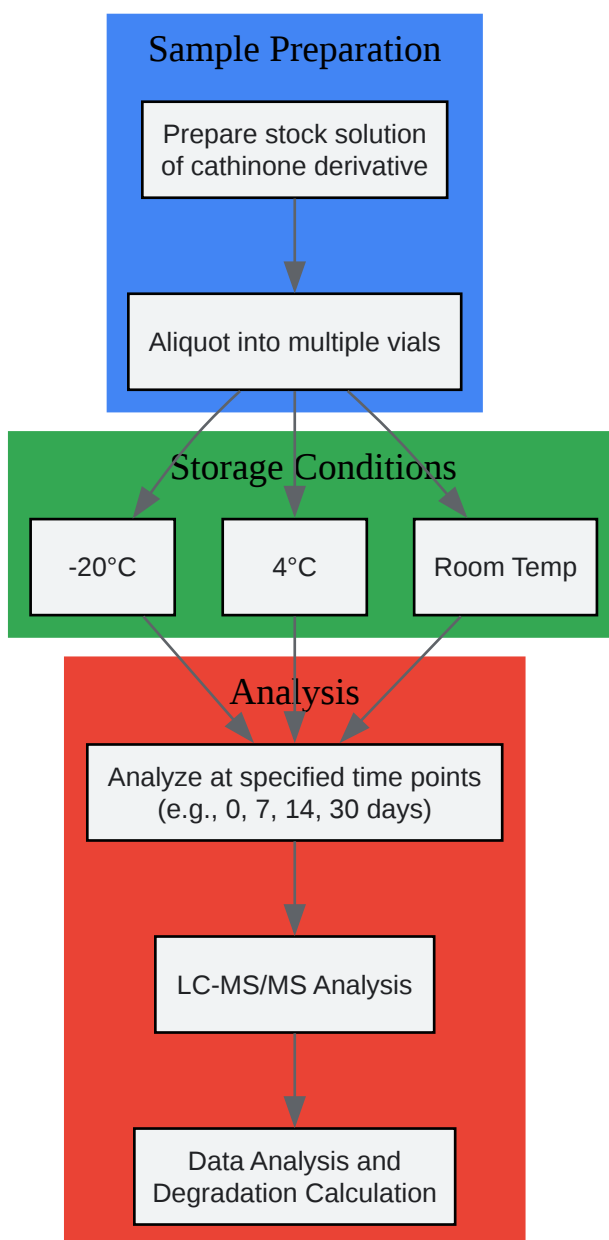 Sample Preparation
Prepare stock solution
of cathinone derivative
Aliquot into multiple vials
Storage Conditions
-20°C
4°C
Room Temp
Analysis
Analyze at specified time points
(e.g., 0, 7, 14, 30 days)
LC-MS/MS Analysis
Data Analysis and
Degradation Calculation